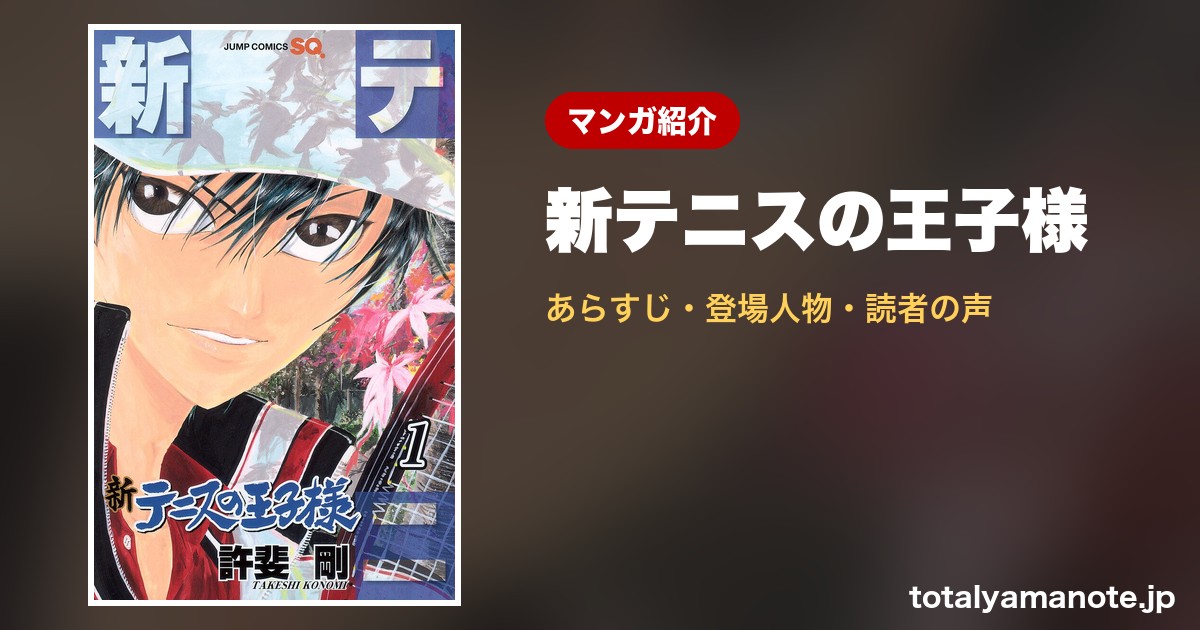 JUMP COMICS SQ.
新 テ
ニ
1
新テニスの王子様
許斐 剛
TAKESHI KONOMI
マンガ紹介
新テニスの王子様
あらすじ・登場人物・読者の声
totalyamanote.jp